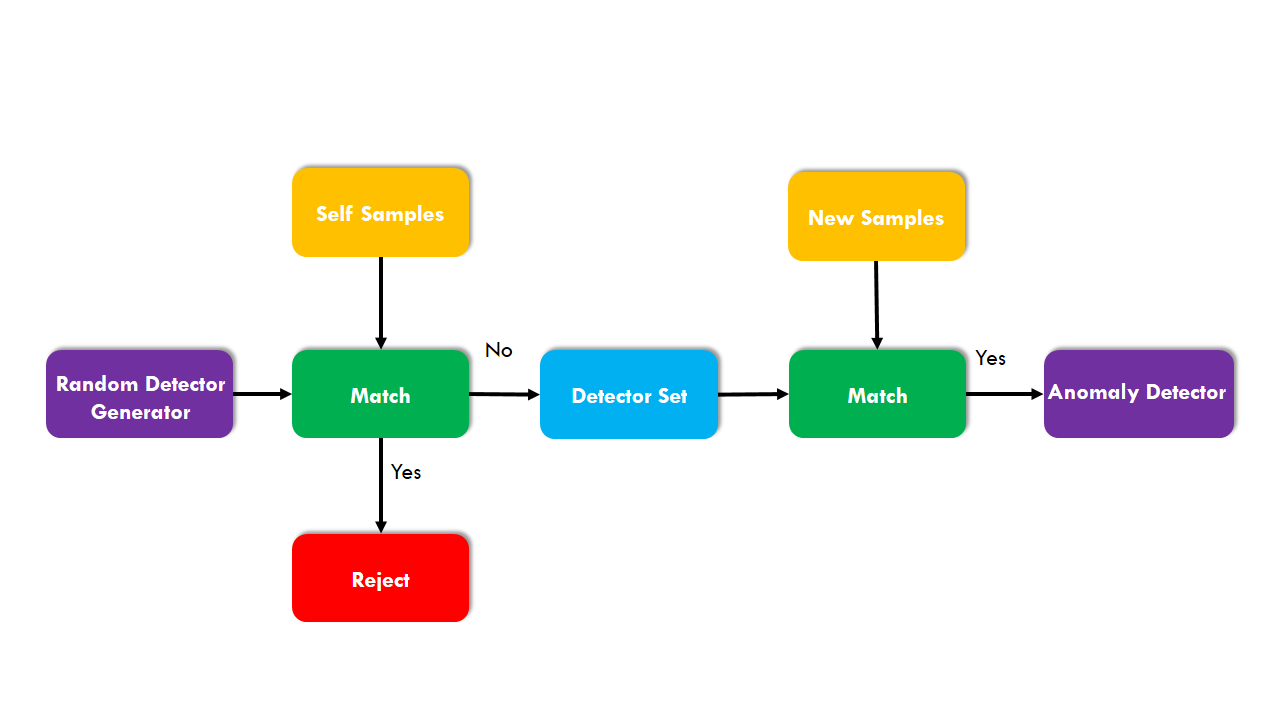 Self Samples
New Samples
No
Yes
Random Detector
Generator
Match
Detector Set
Match
Anomaly Detector
Yes
Reject